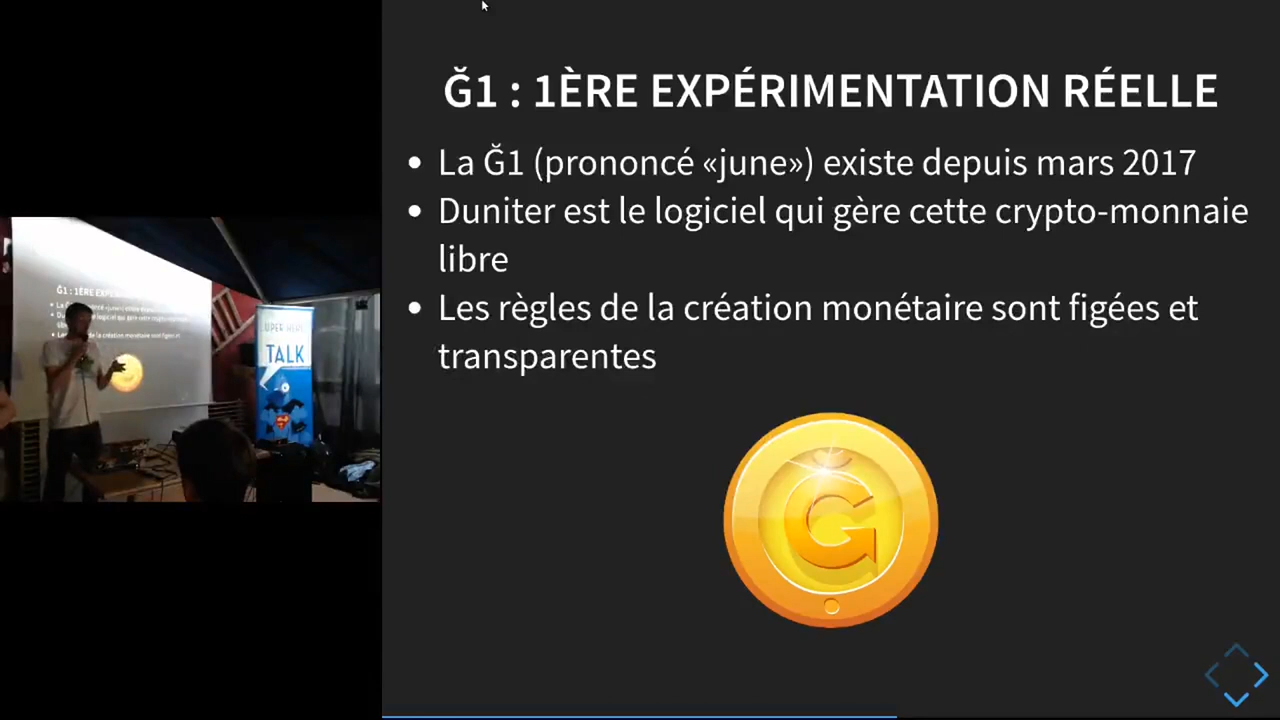 Ğ1 : 1ÈRE EXPÉRIMENTATION RÉELLE
• La Ğ1 (prononcé «june») existe depuis mars 2017
• Duniter est le logiciel qui gère cette crypto-monnaie
libre
• Les règles de la création monétaire sont figées et
transparentes
Ğ
TALK